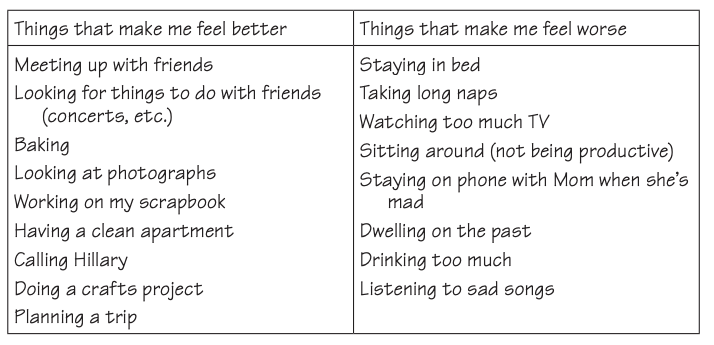 Things that make me feel better
Meeting up with friends
Looking for things to do with friends
(concerts, etc.)
Baking
Looking at photographs
Working on my scrapbook
Having a clean apartment
Calling Hillary
Doing a crafts project
Planning a trip
Things that make me feel worse
Staying in bed
Taking long naps
Watching too much TV
Sitting around (not being productive)
Staying on phone with Mom when she's
mad
Dwelling on the past
Drinking too much
Listening to sad songs